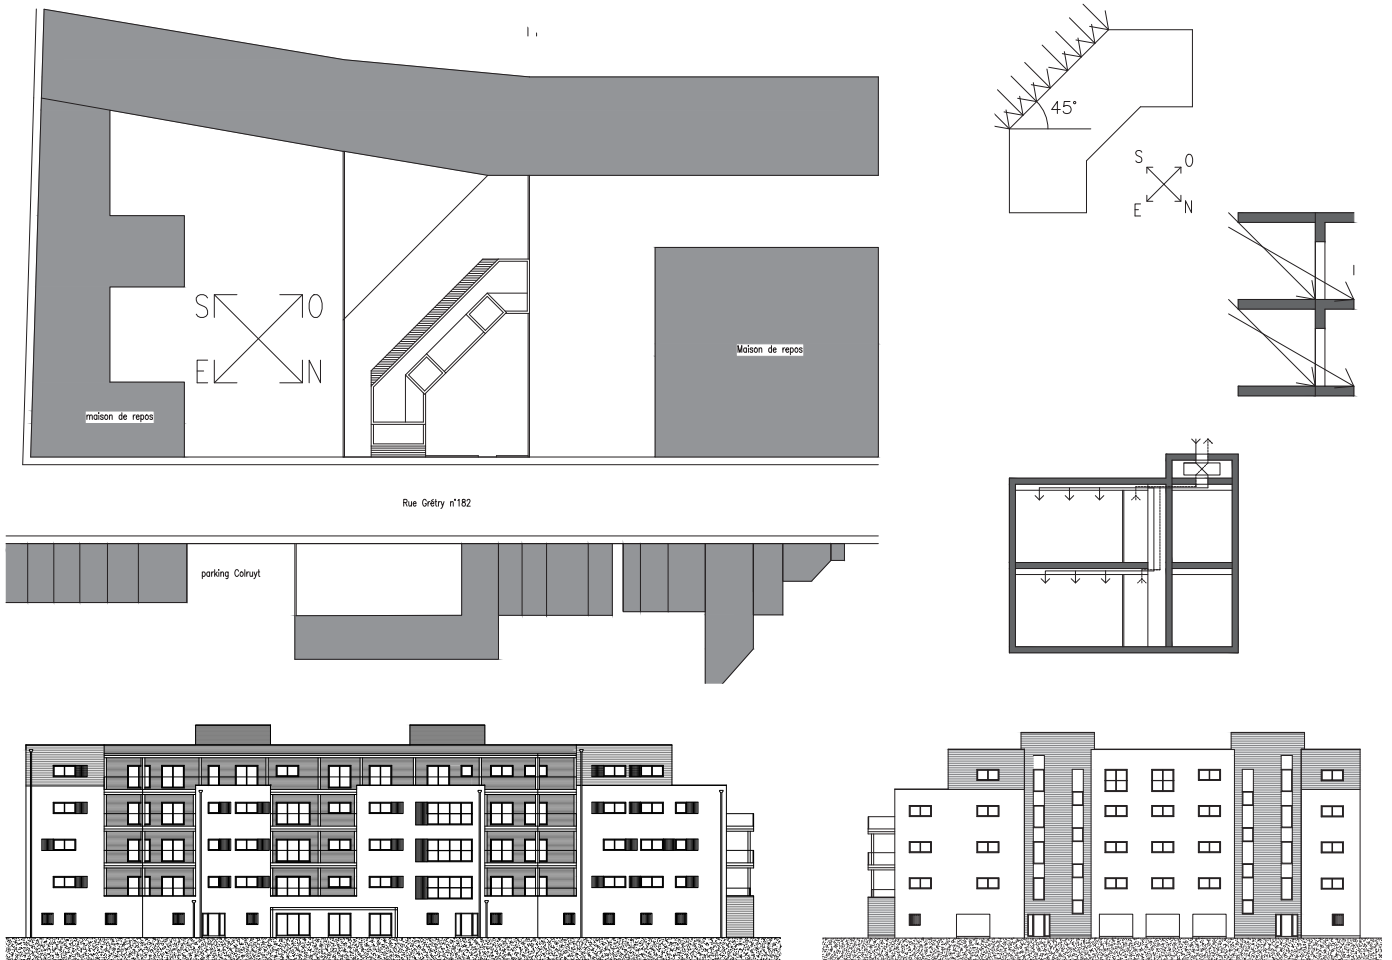 45°
S O
E N
S O
E N
Maison de repos
maison de repos
Rue Grétry n°182
parking Colruyt